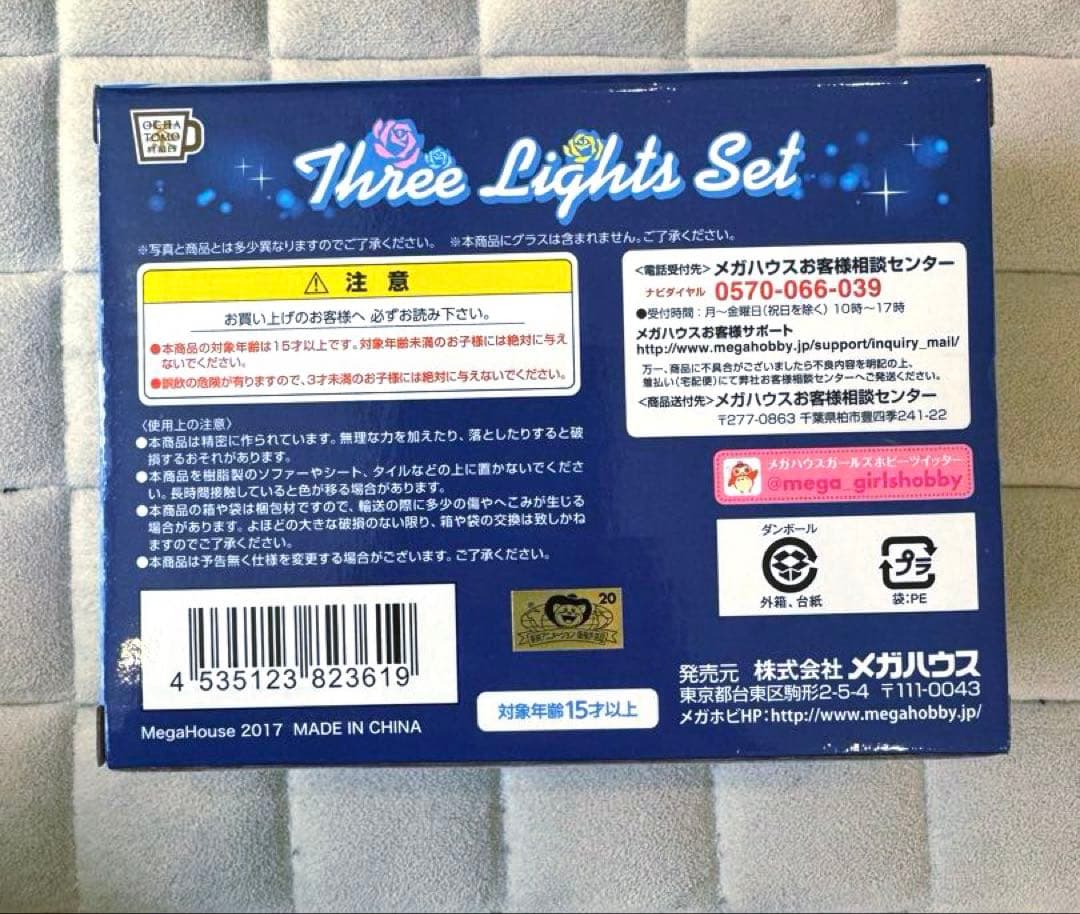 OCHA
TOMO
Three Lights Set
※写真と商品とは多少異なりますのでご了承ください。 ※本商品にグラスは含まれません。ご了承ください。
注 意
お買い上げのお客様へ 必ずお読み下さい。
●本商品の対象年齢は15才以上です。対象年齢未満のお子様には絶対に与え
ないでください。
●誤飲の危険が有りますので、3才未満のお子様には絶対に与えないでください。
〈使用上の注意〉
●本商品は精密に作られています。無理な力を加えたり、落としたりすると破
損するおそれがあります。
●本商品を樹脂製のソファーやシート、タイルなどの上に置かないでくださ
い。長時間接触していると色が移る場合があります。
●本商品の箱や袋は梱包材ですので、輸送の際に多少の傷やへこみが生じる
場合があります。よほどの大きな破損のない限り、箱や袋の交換は致しかね
ますのでご了承ください。
●本商品は予告無く仕様を変更する場合がございます。ご了承ください。
<電話受付先>メガハウスお客様相談センター
ナビダイヤル 0570-066-039
●受付時間：月～金曜日(祝日を除く) 10時～17時
メガハウスお客様サポート
http://www.megahobby.jp/support/inquiry_mail/
万一、商品に不具合がございましたら不良内容を明記の上、
着払い(宅配便)にて弊社お客様相談センターへご発送ください。
<商品送付先>メガハウスお客様相談センター
〒277-0863 千葉県柏市豊四季241-22
メガハウスガールズホビーツイッター
@mega_girlshobby
ダンボール
外箱、台紙
プラ
袋:PE
4 535123 823619
MegaHouse 2017 MADE IN CHINA
20
対象年齢15才以上
発売元 株式会社メガハウス
東京都台東区駒形2-5-4 〒111-0043
メガホビHP:http://www.megahobby.jp/